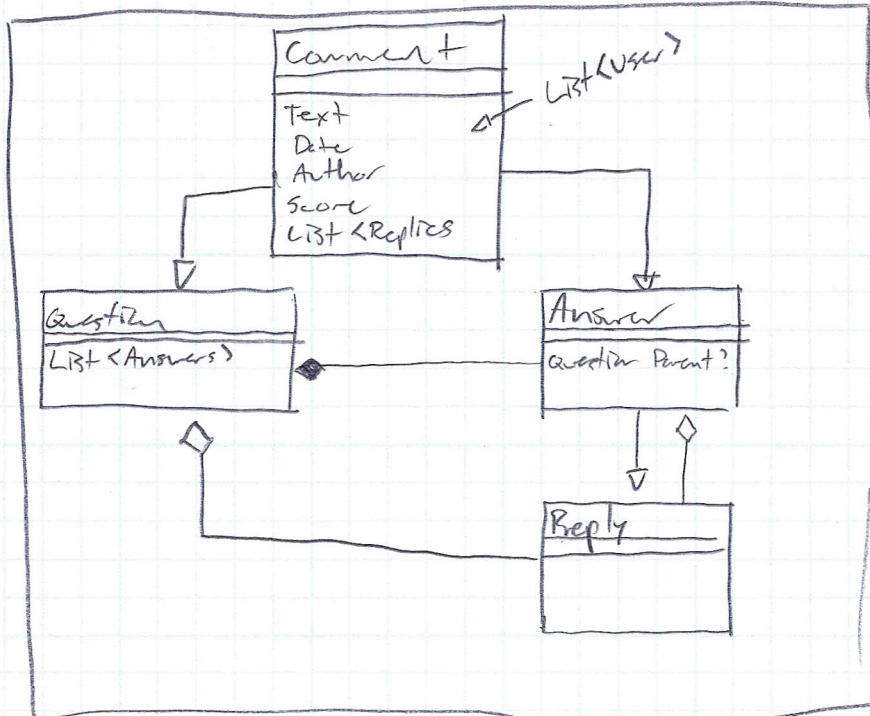 Comment
List<User>
Text
Date
Author
Score
List <Replies
Question
List <Answers>
Answer
Question Parent?
Reply